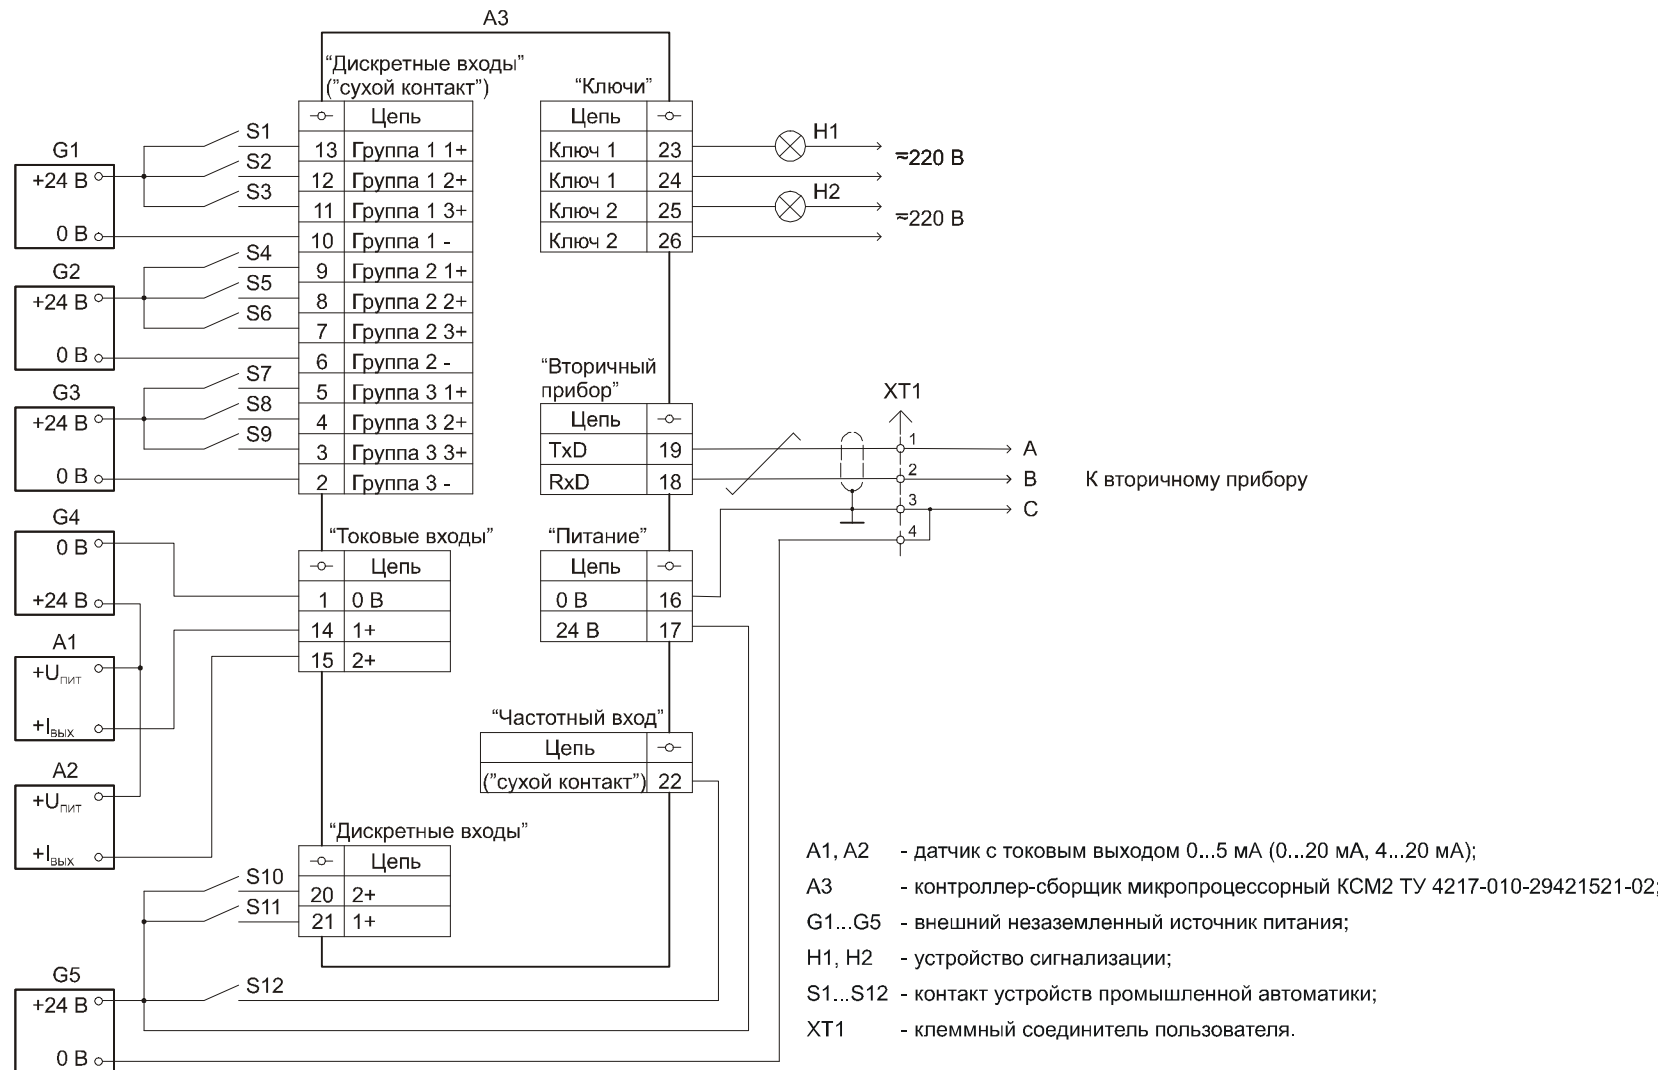 A3
“Дискретные входы”
(”сухой контакт”)
Цепь
13 Группа 1 1+
12 Группа 1 2+
11 Группа 1 3+
10 Группа 1 -
9 Группа 2 1+
8 Группа 2 2+
7 Группа 2 3+
6 Группа 2 -
5 Группа 3 1+
4 Группа 3 2+
3 Группа 3 3+
2 Группа 3 -
G1
+24 В
0 В
S1
S2
S3
G2
+24 В
0 В
S4
S5
S6
G3
+24 В
0 В
S7
S8
S9
G4
0 В
+24 В
A1
+Uпит
+Iвых
A2
+Uпит
+Iвых
“Токовые входы”
Цепь
1 0 В
14 1+
15 2+
“Дискретные входы”
Цепь
20 2+
21 1+
S10
S11
G5
+24 В
0 В
S12
“Ключи”
Цепь
Ключ 1 23
Ключ 1 24
Ключ 2 25
Ключ 2 26
H1
≂220 В
H2
≂220 В
“Вторичный
прибор”
Цепь
TxD 19
RxD 18
XT1
1
2
3
4
A
B
C
К вторичному прибору
“Питание”
Цепь
0 В 16
24 В 17
“Частотный вход”
Цепь
(”сухой контакт”) 22
A1, A2 - датчик с токовым выходом 0...5 мА (0...20 мА, 4...20 мА);
A3 - контроллер-сборщик микропроцессорный КСМ2 ТУ 4217-010-29421521-02;
G1...G5 - внешний незаземленный источник питания;
H1, H2 - устройство сигнализации;
S1...S12 - контакт устройств промышленной автоматики;
XT1 - клеммный соединитель пользователя.